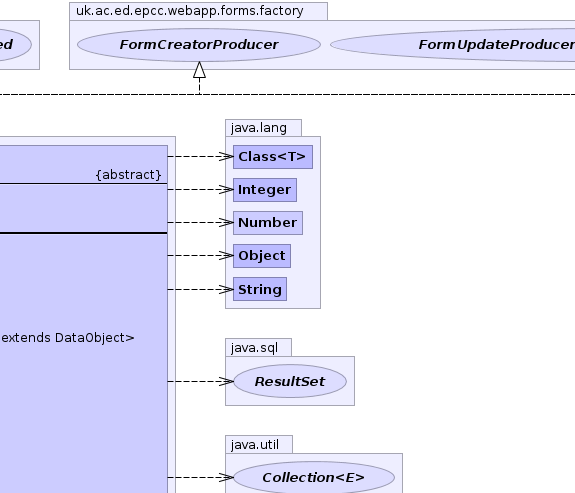 uk.ac.ed.epcc.webapp.forms.factory
ed
FormCreatorProducer
FormUpdateProducer
java.lang
Class<T>
{abstract}
Integer
Number
Object
String
extends DataObject>
java.sql
ResultSet
java.util
Collection<E>